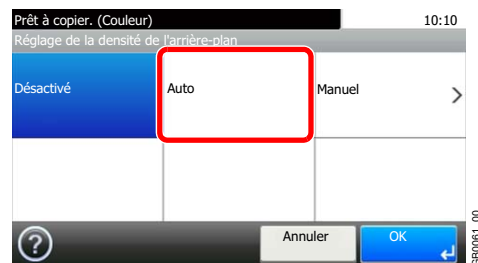 Prêt à copier. (Couleur) 10:10
Réglage de la densité de l'arrière-plan
Désactivé Auto Manuel
Annuler OK
GB0061_00